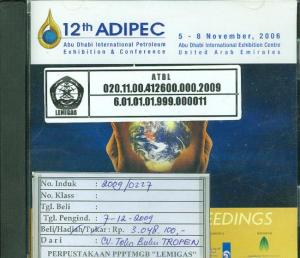 12th ADIPEC
Abu Dhabi International Petroleum
Exhibition & Conference
5 - 8 November, 2006
Abu Dhabi International Exhibition Centre
United Arab Emirates
ATBL
020.11.00.412600.000.2009
6.01.01.01.999.000011
LEMIGAS
No. Induk : 2009/0227
No. Klass :
Tgl. Beli :
Tgl. Pengind. : 7-12-2009
Beli/Hadiah/Tukar : Rp. 3.048.100,-
Dari : CV. Toko Buku TROPEN
PERPUSTAKAAN PPPTMGB "LEMIGAS"
EEDINGS